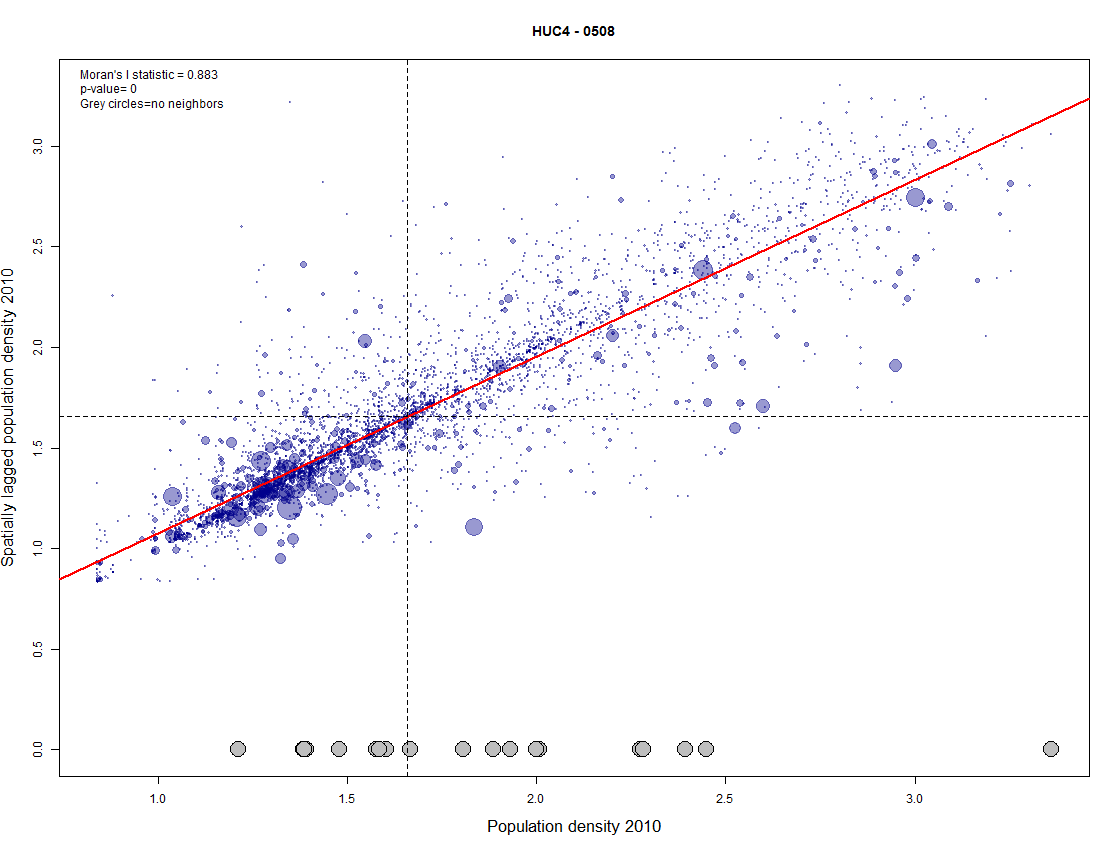 HUC4 - 0508
Moran's I statistic = 0.883
p-value= 0
Grey circles=no neighbors
Spatially lagged population density 2010
3.0
2.5
2.0
1.5
1.0
0.5
0.0
1.0 1.5 2.0 2.5 3.0
Population density 2010